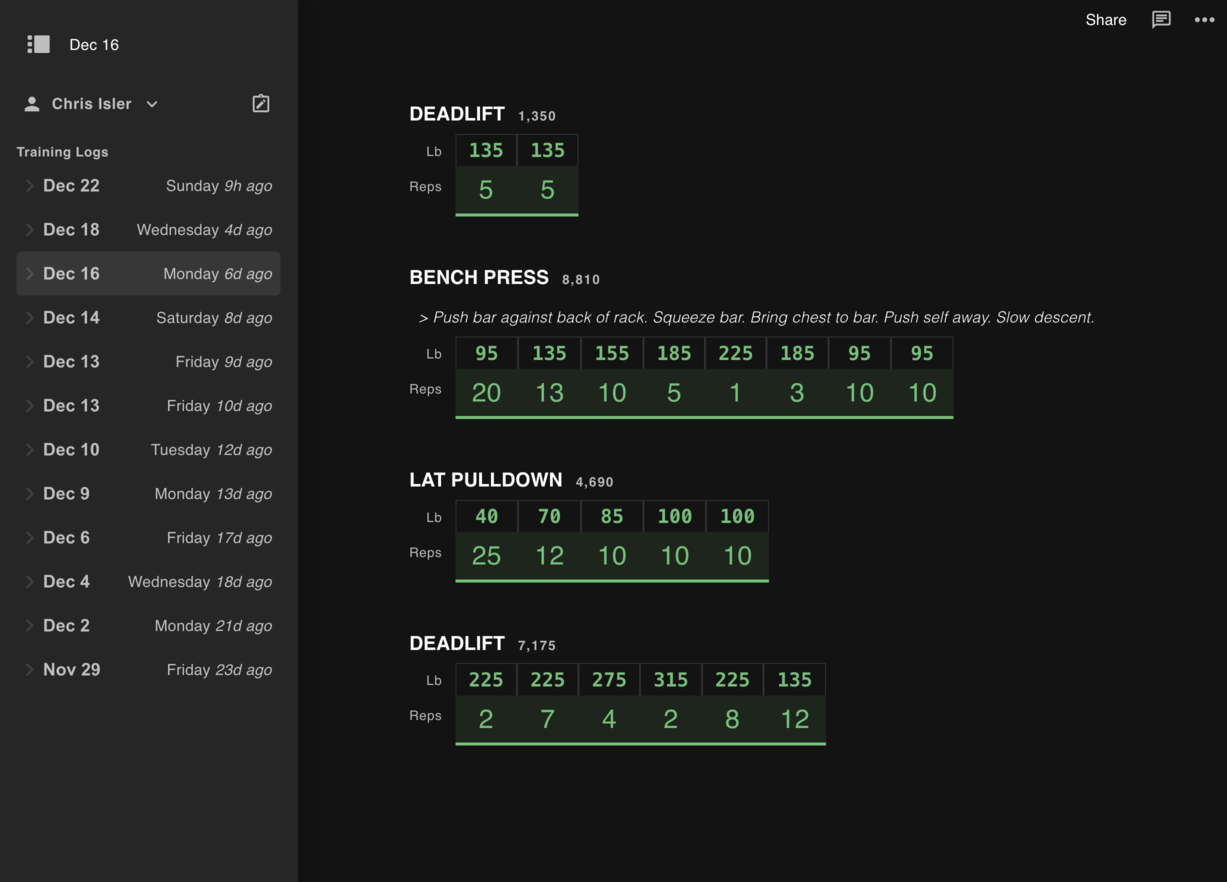 Dec 16
Share
Chris Isler
Training Logs
Dec 22 Sunday 9h ago
Dec 18 Wednesday 4d ago
Dec 16 Monday 6d ago
Dec 14 Saturday 8d ago
Dec 13 Friday 9d ago
Dec 13 Friday 10d ago
Dec 10 Tuesday 12d ago
Dec 9 Monday 13d ago
Dec 6 Friday 17d ago
Dec 4 Wednesday 18d ago
Dec 2 Monday 21d ago
Nov 29 Friday 23d ago
DEADLIFT 1,350
Lb 135 135
Reps 5 5
BENCH PRESS 8,810
> Push bar against back of rack. Squeeze bar. Bring chest to bar. Push self away. Slow descent.
Lb 95 135 155 185 225 185 95 95
Reps 20 13 10 5 1 3 10 10
LAT PULLDOWN 4,690
Lb 40 70 85 100 100
Reps 25 12 10 10 10
DEADLIFT 7,175
Lb 225 225 275 315 225 135
Reps 2 7 4 2 8 12